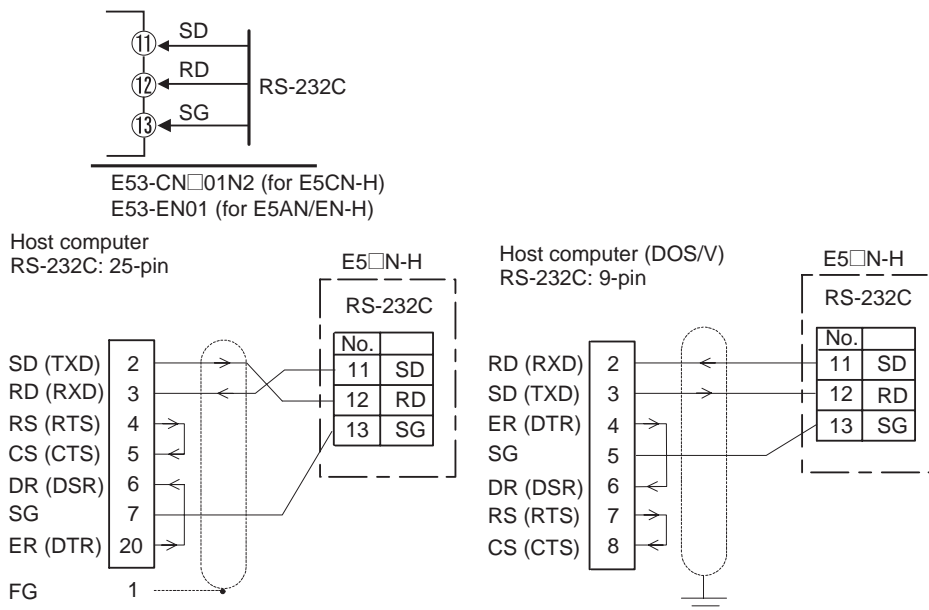 ⑪ SD
⑫ RD
⑬ SG
RS-232C
E53-CN□01N2 (for E5CN-H)
E53-EN01 (for E5AN/EN-H)
Host computer
RS-232C: 25-pin
E5□N-H
RS-232C
No.
11 SD
12 RD
13 SG
SD (TXD) 2
RD (RXD) 3
RS (RTS) 4
CS (CTS) 5
DR (DSR) 6
SG 7
ER (DTR) 20
FG 1
Host computer (DOS/V)
RS-232C: 9-pin
E5□N-H
RS-232C
No.
11 SD
12 RD
13 SG
RD (RXD) 2
SD (TXD) 3
ER (DTR) 4
SG 5
DR (DSR) 6
RS (RTS) 7
CS (CTS) 8